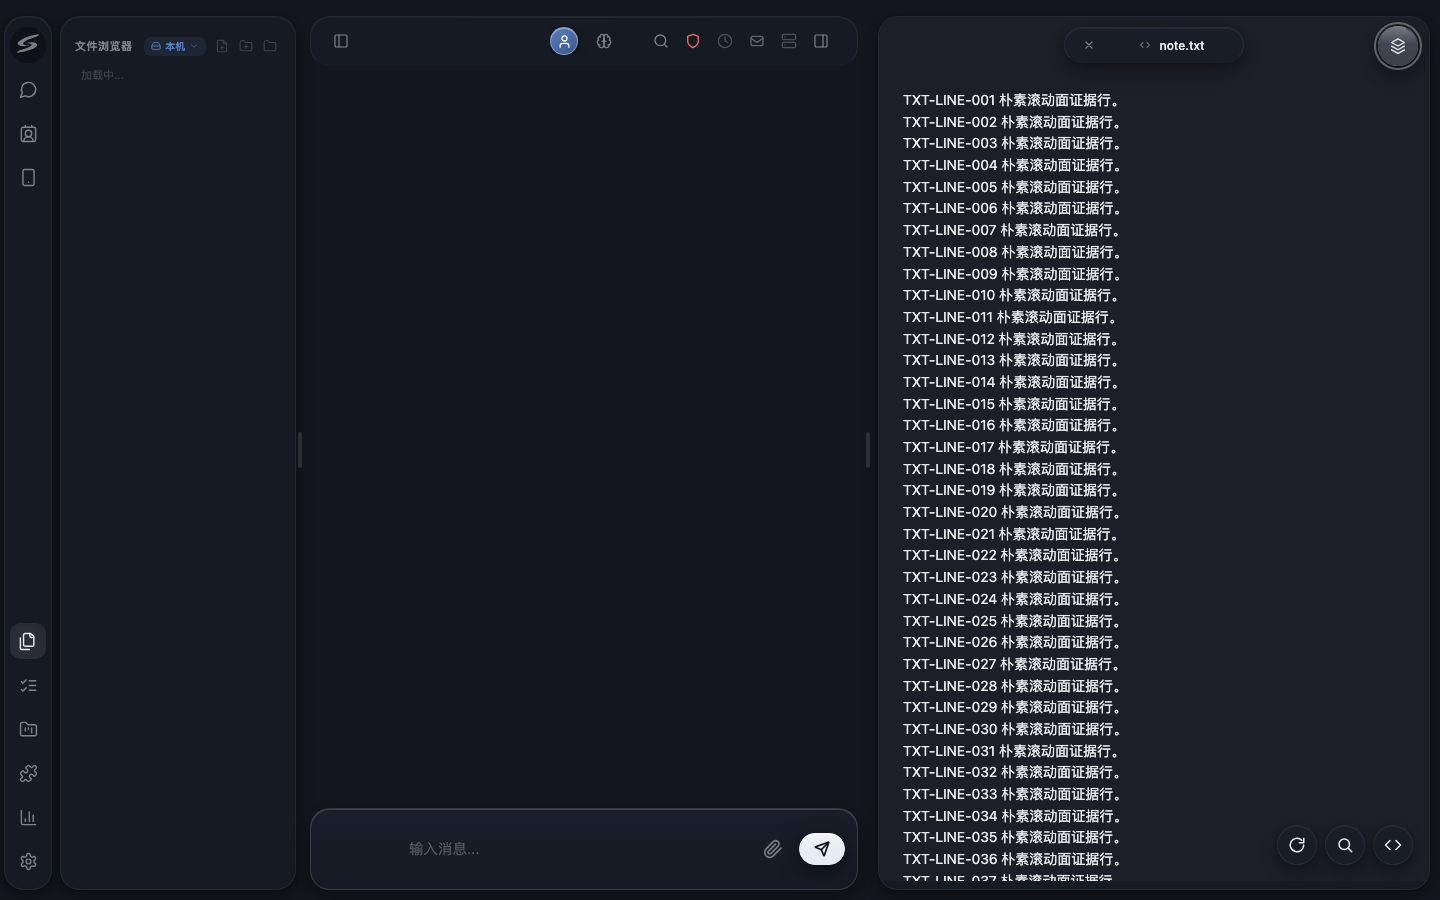 文件浏览器
本机
加载中...
输入消息...
note.txt
TXT-LINE-001 朴素滚动面证据行。
TXT-LINE-002 朴素滚动面证据行。
TXT-LINE-003 朴素滚动面证据行。
TXT-LINE-004 朴素滚动面证据行。
TXT-LINE-005 朴素滚动面证据行。
TXT-LINE-006 朴素滚动面证据行。
TXT-LINE-007 朴素滚动面证据行。
TXT-LINE-008 朴素滚动面证据行。
TXT-LINE-009 朴素滚动面证据行。
TXT-LINE-010 朴素滚动面证据行。
TXT-LINE-011 朴素滚动面证据行。
TXT-LINE-012 朴素滚动面证据行。
TXT-LINE-013 朴素滚动面证据行。
TXT-LINE-014 朴素滚动面证据行。
TXT-LINE-015 朴素滚动面证据行。
TXT-LINE-016 朴素滚动面证据行。
TXT-LINE-017 朴素滚动面证据行。
TXT-LINE-018 朴素滚动面证据行。
TXT-LINE-019 朴素滚动面证据行。
TXT-LINE-020 朴素滚动面证据行。
TXT-LINE-021 朴素滚动面证据行。
TXT-LINE-022 朴素滚动面证据行。
TXT-LINE-023 朴素滚动面证据行。
TXT-LINE-024 朴素滚动面证据行。
TXT-LINE-025 朴素滚动面证据行。
TXT-LINE-026 朴素滚动面证据行。
TXT-LINE-027 朴素滚动面证据行。
TXT-LINE-028 朴素滚动面证据行。
TXT-LINE-029 朴素滚动面证据行。
TXT-LINE-030 朴素滚动面证据行。
TXT-LINE-031 朴素滚动面证据行。
TXT-LINE-032 朴素滚动面证据行。
TXT-LINE-033 朴素滚动面证据行。
TXT-LINE-034 朴素滚动面证据行。
TXT-LINE-035 朴素滚动面证据行。
TXT-LINE-036 朴素滚动面证据行。
TXT-LINE-037 朴素滚动面证据行